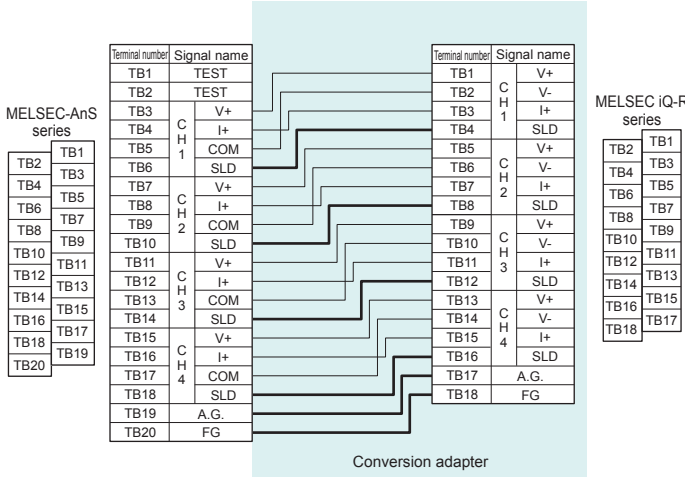 MELSEC-AnS
series
TB1
TB2
TB3
TB4
TB5
TB6
TB7
TB8
TB9
TB10
TB11
TB12
TB13
TB14
TB15
TB16
TB17
TB18
TB19
TB20
Terminal number Signal name
TB1 TEST
TB2 TEST
TB3 CH1 V+
TB4 I+
TB5 COM
TB6 SLD
TB7 CH2 V+
TB8 I+
TB9 COM
TB10 SLD
TB11 CH3 V+
TB12 I+
TB13 COM
TB14 SLD
TB15 CH4 V+
TB16 I+
TB17 COM
TB18 SLD
TB19 A.G.
TB20 FG
Terminal number Signal name
TB1 CH1 V+
TB2 V-
TB3 I+
TB4 SLD
TB5 CH2 V+
TB6 V-
TB7 I+
TB8 SLD
TB9 CH3 V+
TB10 V-
TB11 I+
TB12 SLD
TB13 CH4 V+
TB14 V-
TB15 I+
TB16 SLD
TB17 A.G.
TB18 FG
MELSEC iQ-R
series
TB1
TB2
TB3
TB4
TB5
TB6
TB7
TB8
TB9
TB10
TB11
TB12
TB13
TB14
TB15
TB16
TB17
TB18
Conversion adapter